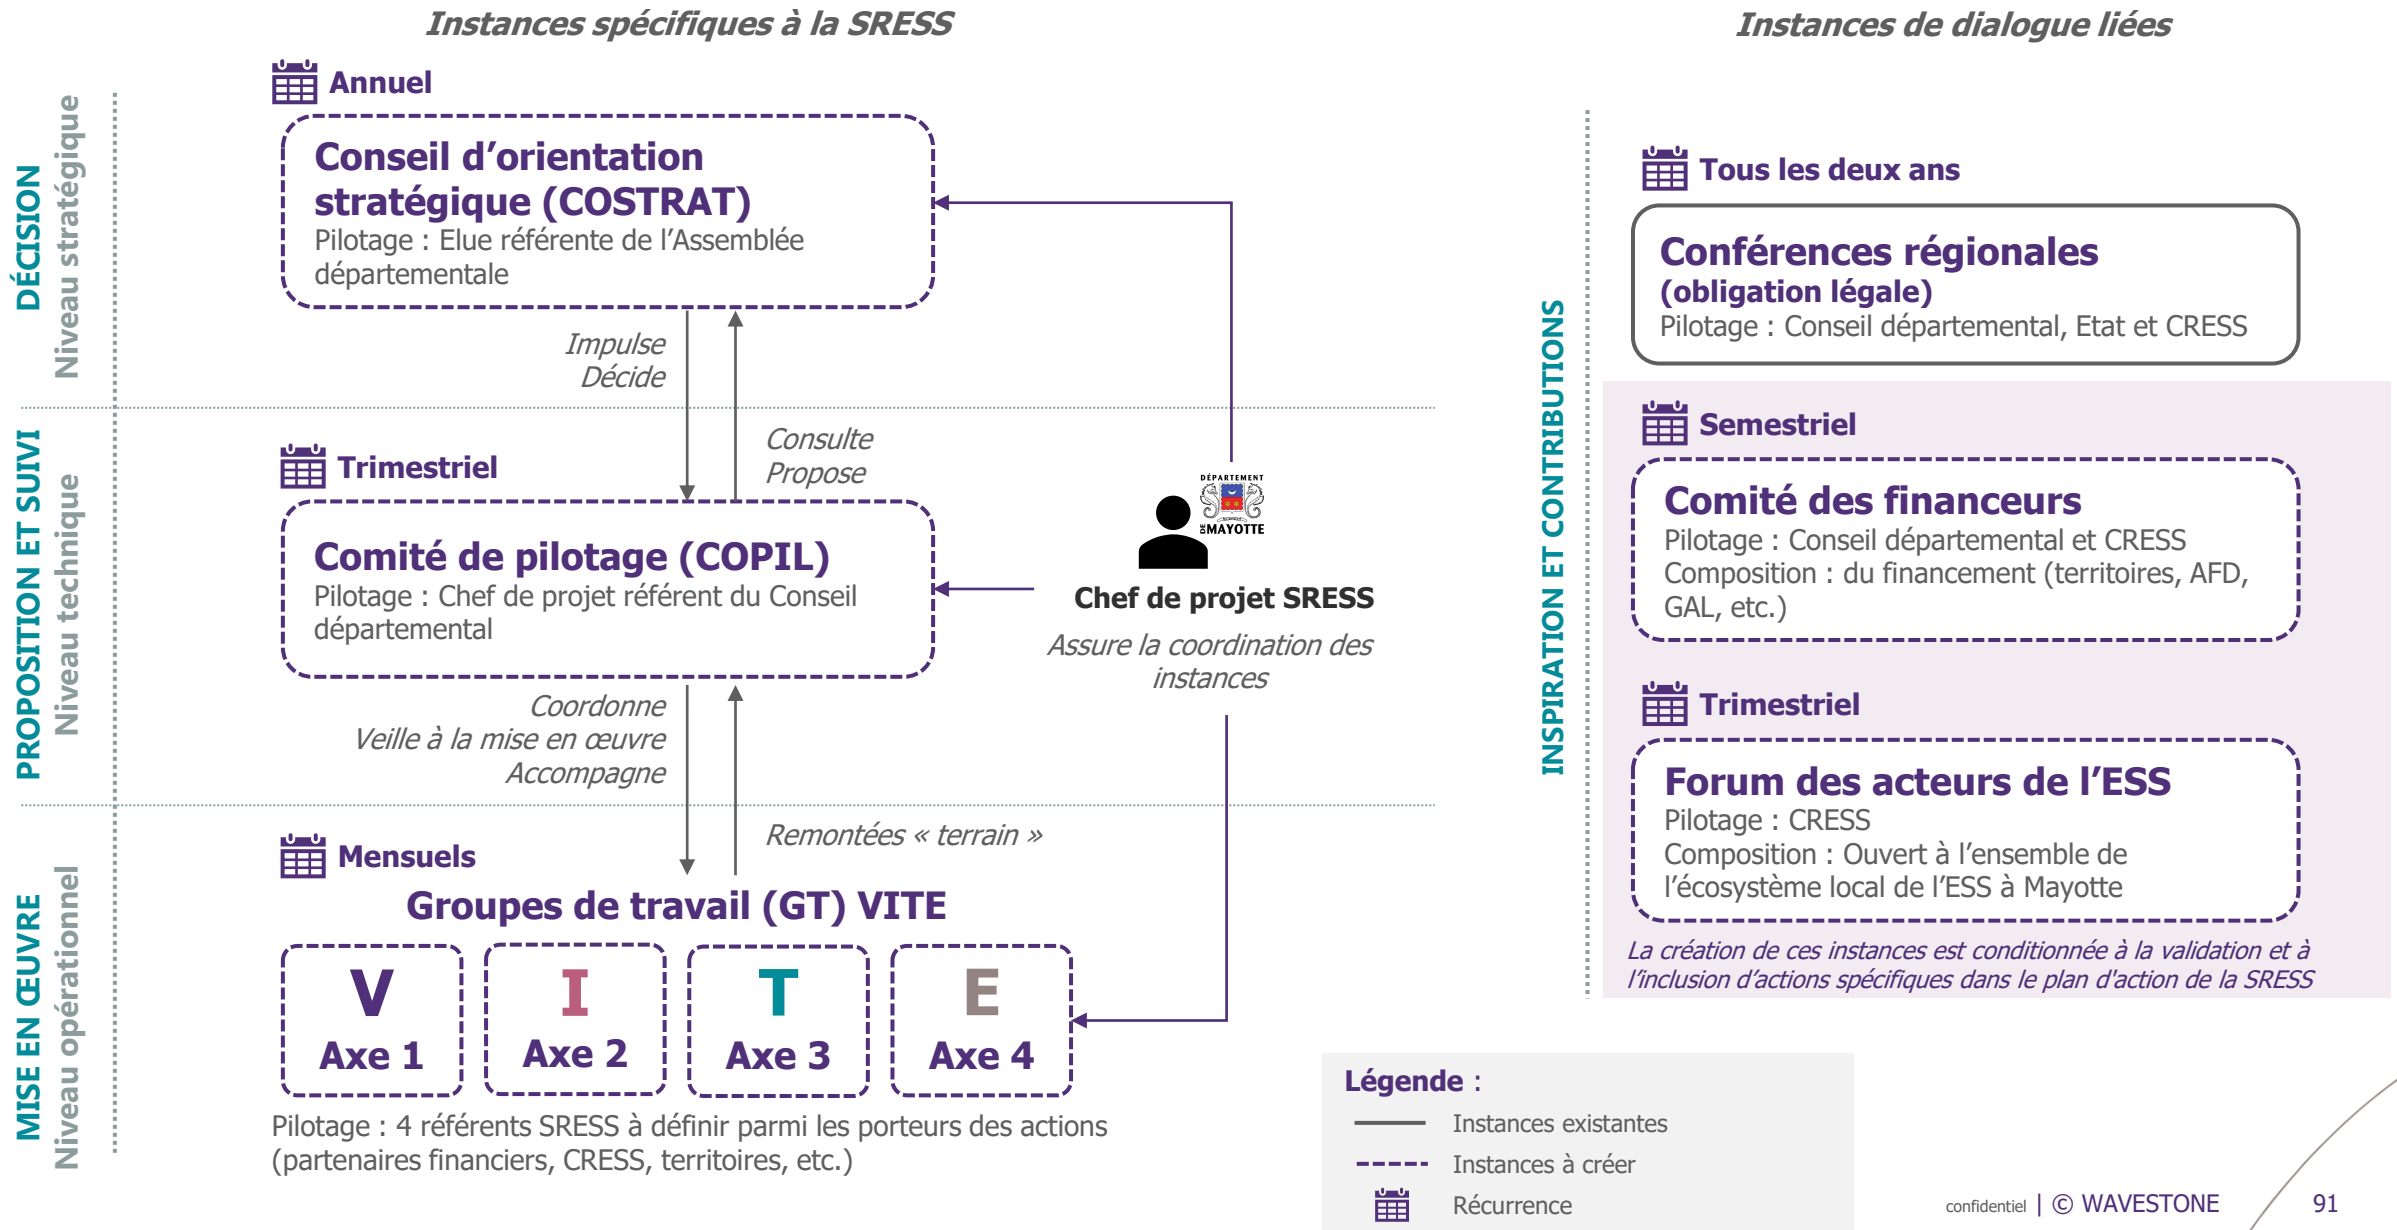 Instances spécifiques à la SRESS
Instances de dialogue liées
DÉCISION
Niveau stratégique
Annuel
Conseil d’orientation
stratégique (COSTRAT)
Pilotage : Elue référente de l’Assemblée
départementale
Impulse
Décide
Consulte
Propose
PROPOSITION ET SUIVI
Niveau technique
Trimestriel
Comité de pilotage (COPIL)
Pilotage : Chef de projet référent du Conseil
départemental
Coordonne
Veille à la mise en œuvre
Accompagne
Remontées « terrain »
DÉPARTEMENT
DE MAYOTTE
Chef de projet SRESS
Assure la coordination des
instances
MISE EN ŒUVRE
Niveau opérationnel
Mensuels
Groupes de travail (GT) VITE
V
Axe 1
I
Axe 2
T
Axe 3
E
Axe 4
Pilotage : 4 référents SRESS à définir parmi les porteurs des actions
(partenaires financiers, CRESS, territoires, etc.)
INSPIRATION ET CONTRIBUTIONS
Tous les deux ans
Conférences régionales
(obligation légale)
Pilotage : Conseil départemental, Etat et CRESS
Semestriel
Comité des financeurs
Pilotage : Conseil départemental et CRESS
Composition : du financement (territoires, AFD,
GAL, etc.)
Trimestriel
Forum des acteurs de l’ESS
Pilotage : CRESS
Composition : Ouvert à l’ensemble de
l’écosystème local de l’ESS à Mayotte
La création de ces instances est conditionnée à la validation et à
l’inclusion d’actions spécifiques dans le plan d'action de la SRESS
Légende :
Instances existantes
Instances à créer
Récurrence
confidentiel | © WAVESTONE
91